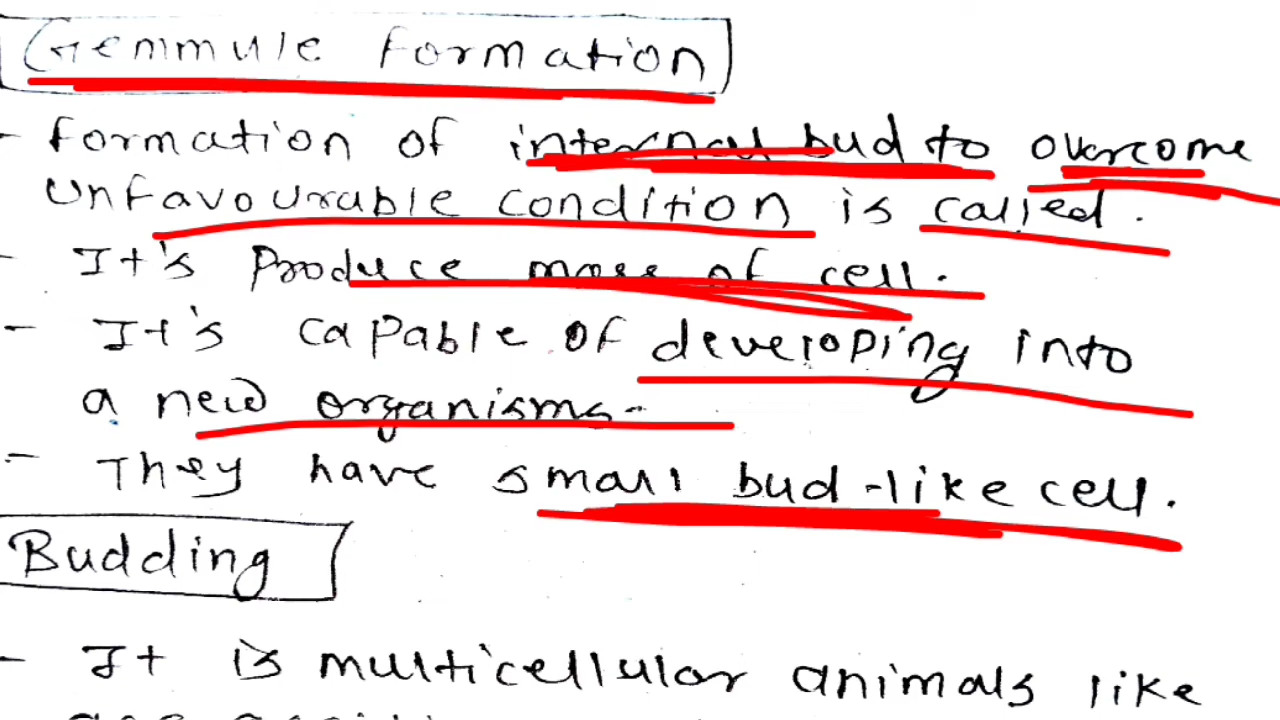 Gemmule Formation
- Formation of internal bud to overcome
unfavourable condition is called.
- It's produce mass of cell.
- It's capable of developing into
a new organisms.
- They have small bud-like cell.
Budding
- It is multicellular animals like